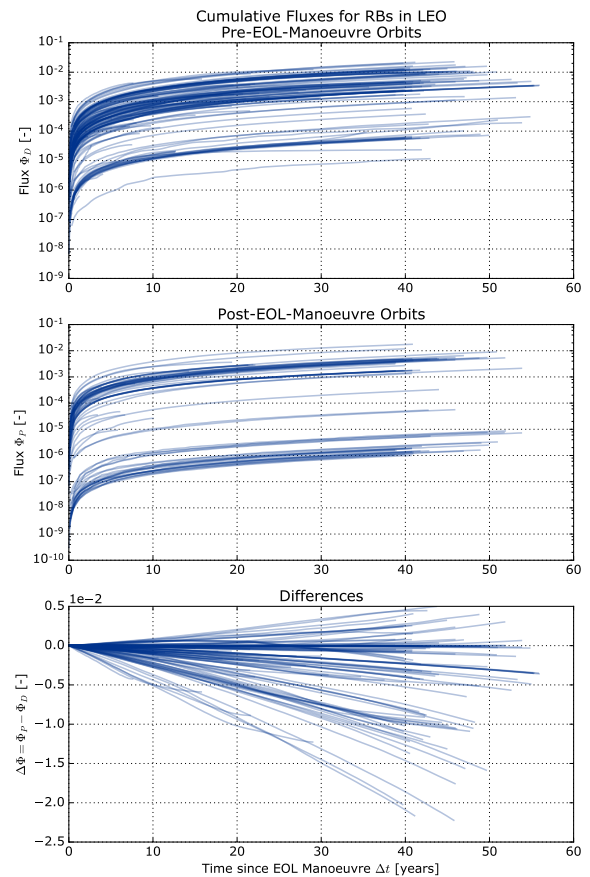 Cumulative Fluxes for RBs in LEO
Pre-EOL-Manoeuvre Orbits
10⁻¹
10⁻²
10⁻³
10⁻⁴
10⁻⁵
10⁻⁶
10⁻⁷
10⁻⁸
10⁻⁹
Flux Φ_D [-]
0 10 20 30 40 50 60
Post-EOL-Manoeuvre Orbits
10⁻¹
10⁻²
10⁻³
10⁻⁴
10⁻⁵
10⁻⁶
10⁻⁷
10⁻⁸
10⁻⁹
10⁻¹⁰
Flux Φ_P [-]
0 10 20 30 40 50 60
Differences
1e−2
0.5
0.0
−0.5
−1.0
−1.5
−2.0
−2.5
ΔΦ = Φ_P − Φ_D [-]
0 10 20 30 40 50 60
Time since EOL Manoeuvre Δt [years]